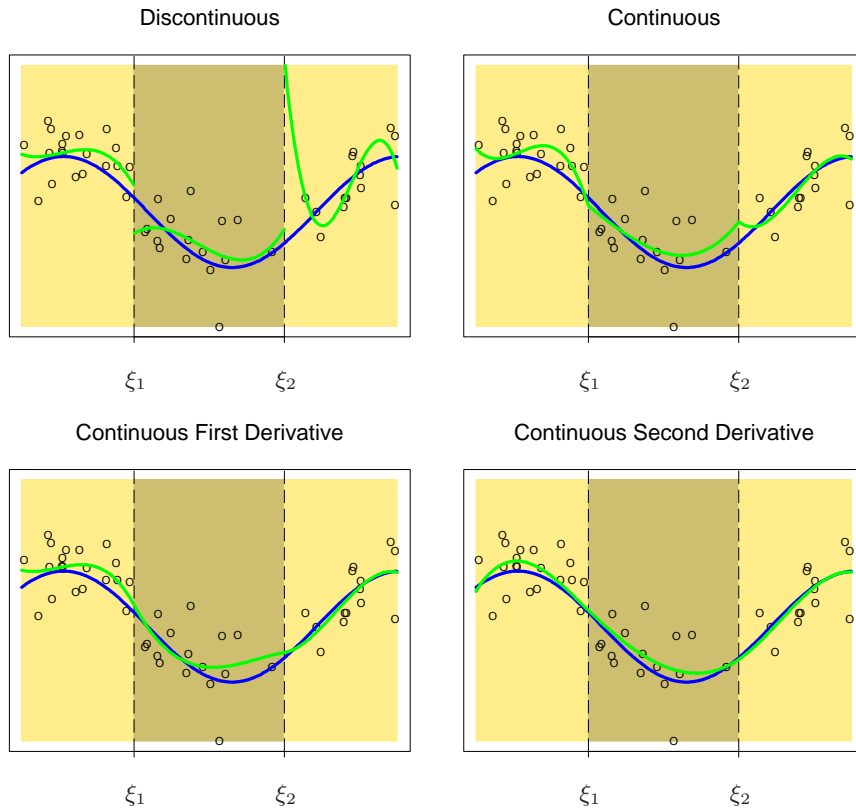 Discontinuous
Continuous
ξ1 ξ2
ξ1 ξ2
Continuous First Derivative
Continuous Second Derivative
ξ1 ξ2
ξ1 ξ2